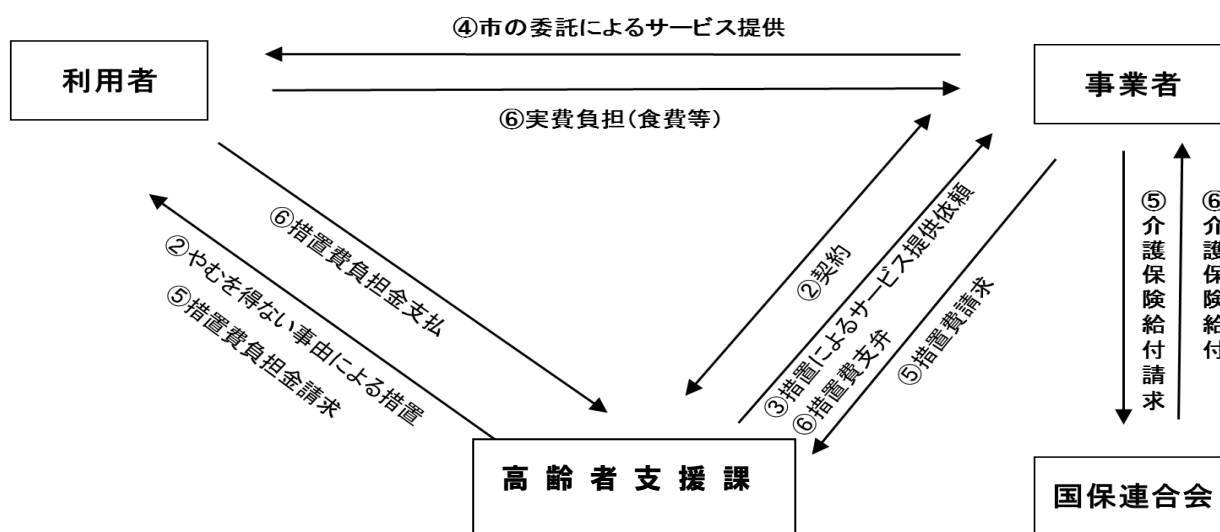 ④市の委託によるサービス提供
利用者
事業者
⑥実費負担(食費等)
⑥措置費負担金支払
②やむを得ない事由による措置
⑤措置費負担金請求
②契約
③措置によるサービス提供依頼
⑥措置費支弁
⑤措置費請求
⑤介護保険給付請求
⑥介護保険給付
高齢者支援課
国保連合会